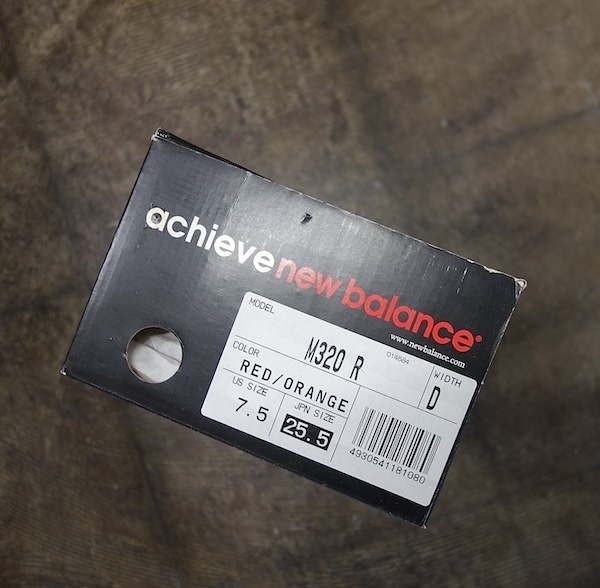 achieve new balance
www.newbalance.com
MODEL
M320 R
014584
WIDTH
D
COLOR
RED/ORANGE
US SIZE
7.5
JPN SIZE
25.5
4930541181080